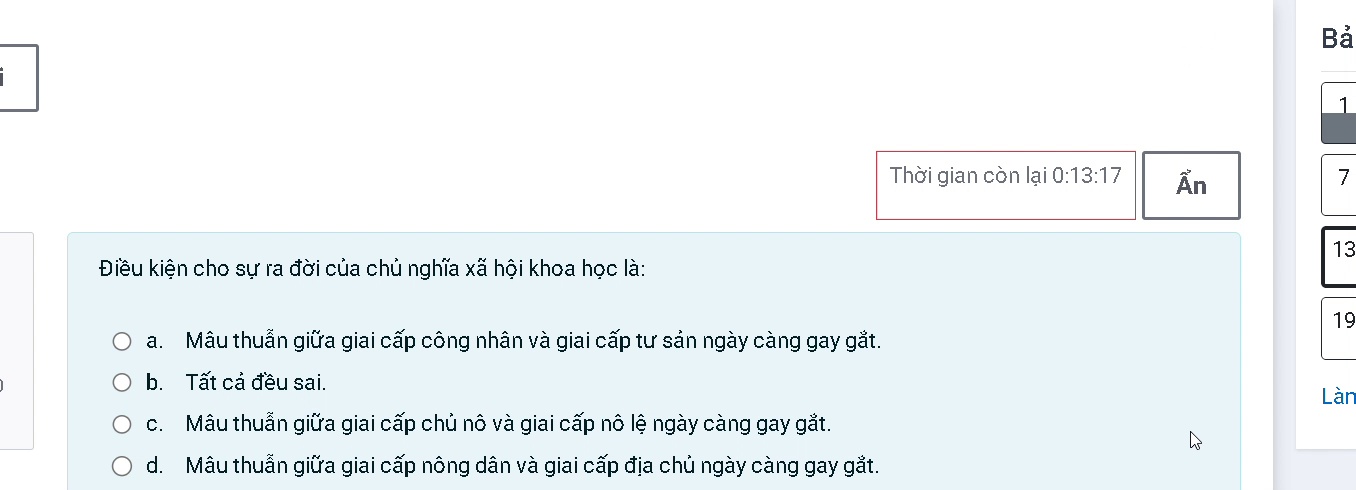 Bả
1
Thời gian còn lại 0:13:17
Ẩn
7
13
19
Điều kiện cho sự ra đời của chủ nghĩa xã hội khoa học là:
a. Mâu thuẫn giữa giai cấp công nhân và giai cấp tư sản ngày càng gay gắt.
b. Tất cả đều sai.
c. Mâu thuẫn giữa giai cấp chủ nô và giai cấp nô lệ ngày càng gay gắt.
d. Mâu thuẫn giữa giai cấp nông dân và giai cấp địa chủ ngày càng gay gắt.
Làm